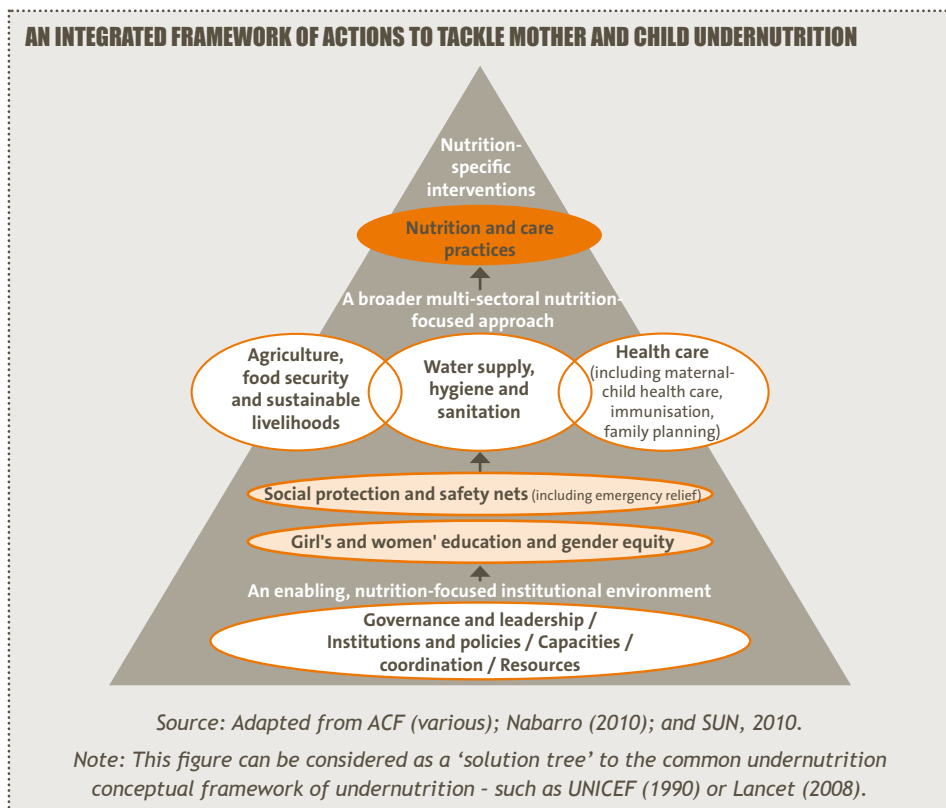 AN INTEGRATED FRAMEWORK OF ACTIONS TO TACKLE MOTHER AND CHILD UNDERNUTRITION
Nutrition-
specific
interventions
Nutrition and care
practices
A broader multi-sectoral nutrition-
focused approach
Agriculture,
food security
and sustainable
livelihoods
Water supply,
hygiene and
sanitation
Health care
(including maternal-
child health care,
immunisation,
family planning)
Social protection and safety nets (including emergency relief)
Girl's and women' education and gender equity
An enabling, nutrition-focused institutional environment
Governance and leadership /
Institutions and policies / Capacities /
coordination / Resources
Source: Adapted from ACF (various); Nabarro (2010); and SUN, 2010.
Note: This figure can be considered as a ‘solution tree’ to the common undernutrition
conceptual framework of undernutrition - such as UNICEF (1990) or Lancet (2008).